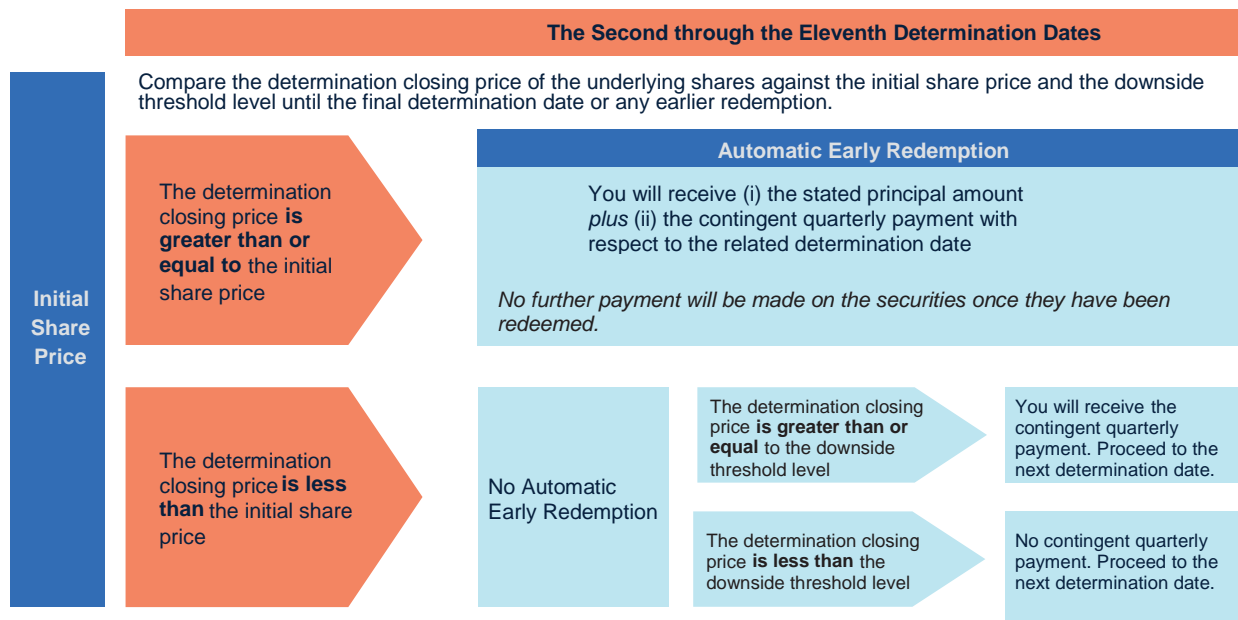 The Second through the Eleventh Determination Dates
Compare the determination closing price of the underlying shares against the initial share price and the downside
threshold level until the final determination date or any earlier redemption.
Initial
Share
Price
The determination
closing price is
greater than or
equal to the initial
share price
Automatic Early Redemption
You will receive (i) the stated principal amount
plus (ii) the contingent quarterly payment with
respect to the related determination date
No further payment will be made on the securities once they have been
redeemed.
The determination
closing price is less
than the initial share
price
No Automatic
Early Redemption
The determination closing
price is greater than or
equal to the downside
threshold level
You will receive the
contingent quarterly
payment. Proceed to the
next determination date.
The determination closing
price is less than the
downside threshold level
No contingent quarterly
payment. Proceed to the
next determination date.